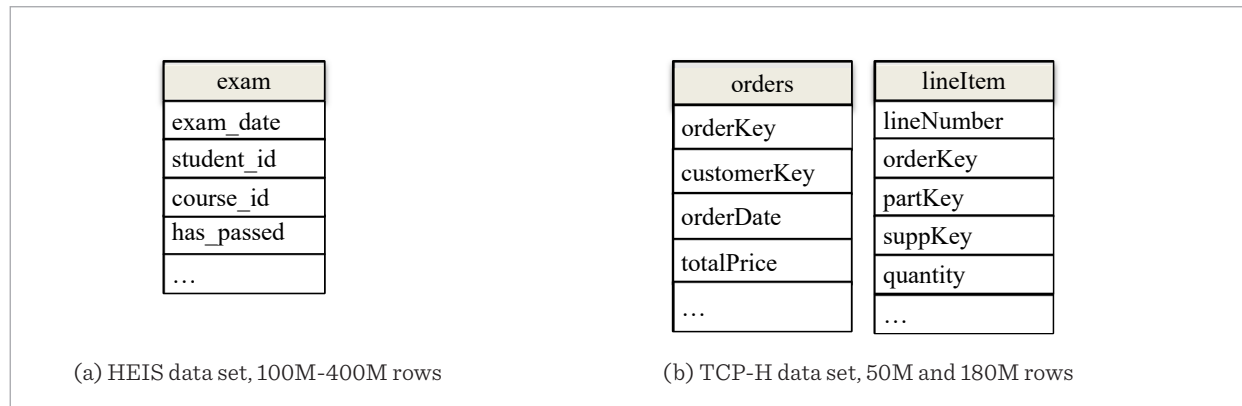 exam
exam_date
student_id
course_id
has_passed
…
(a) HEIS data set, 100M-400M rows
orders
orderKey
customerKey
orderDate
totalPrice
…
lineItem
lineNumber
orderKey
partKey
suppKey
quantity
…
(b) TCP-H data set, 50M and 180M rows